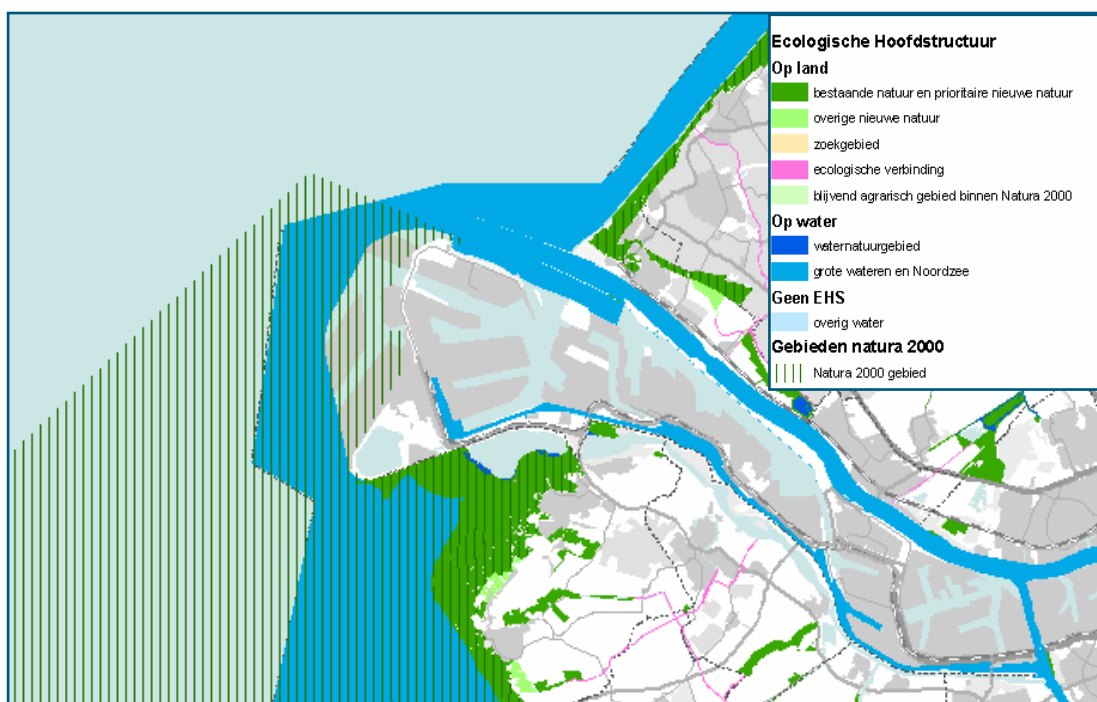 Ecologische Hoofdstructuur
Op land
bestaande natuur en prioritaire nieuwe natuur
overige nieuwe natuur
zoekgebied
ecologische verbinding
blijvend agrarisch gebied binnen Natura 2000
Op water
waternatuurgebied
grote wateren en Noordzee
Geen EHS
overig water
Gebieden natura 2000
Natura 2000 gebied